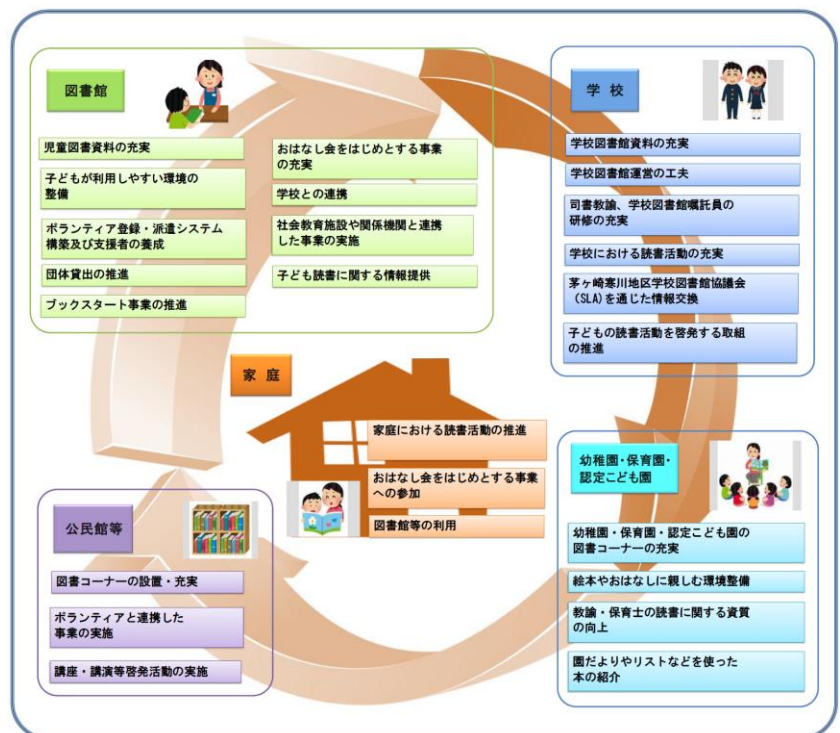 図書館
児童図書資料の充実
子どもが利用しやすい環境の
整備
ボランティア登録・派遣システム
構築及び支援者の養成
団体貸出の推進
ブックスタート事業の推進
おはなし会をはじめとする事業
の充実
学校との連携
社会教育施設や関係機関と連携
した事業の実施
子ども読書に関する情報提供
学 校
学校図書館資料の充実
学校図書館運営の工夫
司書教諭、学校図書館嘱託員の
研修の充実
学校における読書活動の充実
茅ヶ崎寒川地区学校図書館協議会
(SLA)を通じた情報交換
子どもの読書活動を啓発する取組
の推進
家 庭
家庭における読書活動の推進
おはなし会をはじめとする事業
への参加
図書館等の利用
公民館等
図書コーナーの設置・充実
ボランティアと連携した
事業の実施
講座・講演等啓発活動の実施
幼稚園・保育園・
認定こども園
幼稚園・保育園・認定こども園の
図書コーナーの充実
絵本やおはなしに親しむ環境整備
教諭・保育士の読書に関する資質
の向上
園だよりやリストなどを使った
本の紹介